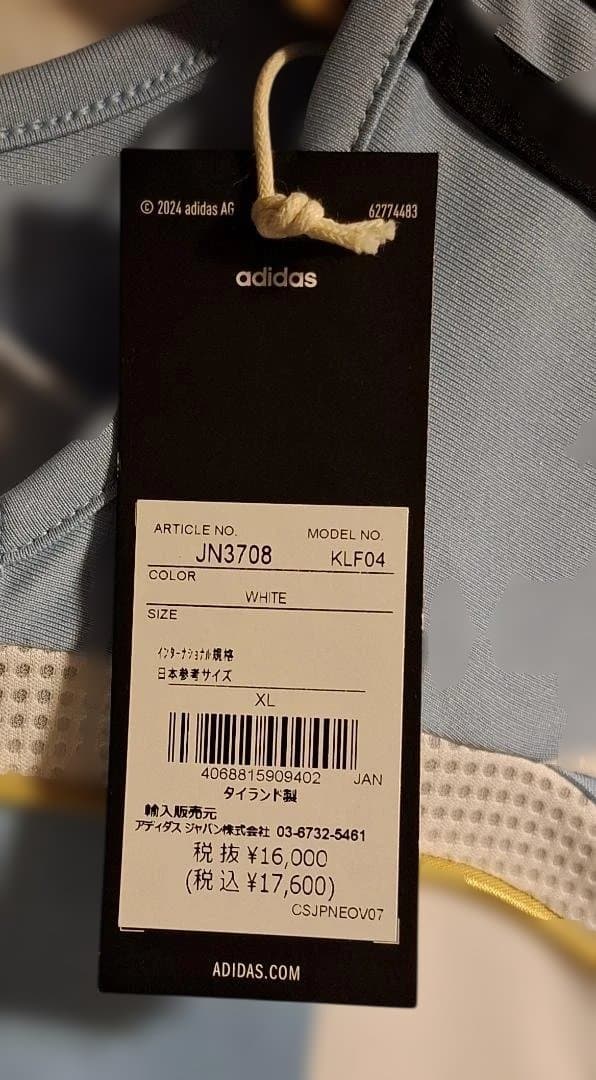 © 2024 adidas AG 62774483
adidas
ARTICLE NO. MODEL NO.
JN3708 KLF04
COLOR
WHITE
SIZE
インターナショナル規格
日本参考サイズ
XL
4068815909402 JAN
タイランド製
輸入販売元
アディダス ジャパン株式会社 03-6732-5461
税抜 ¥16,000
(税込 ¥17,600)
CSJPNEOV07
ADIDAS.COM